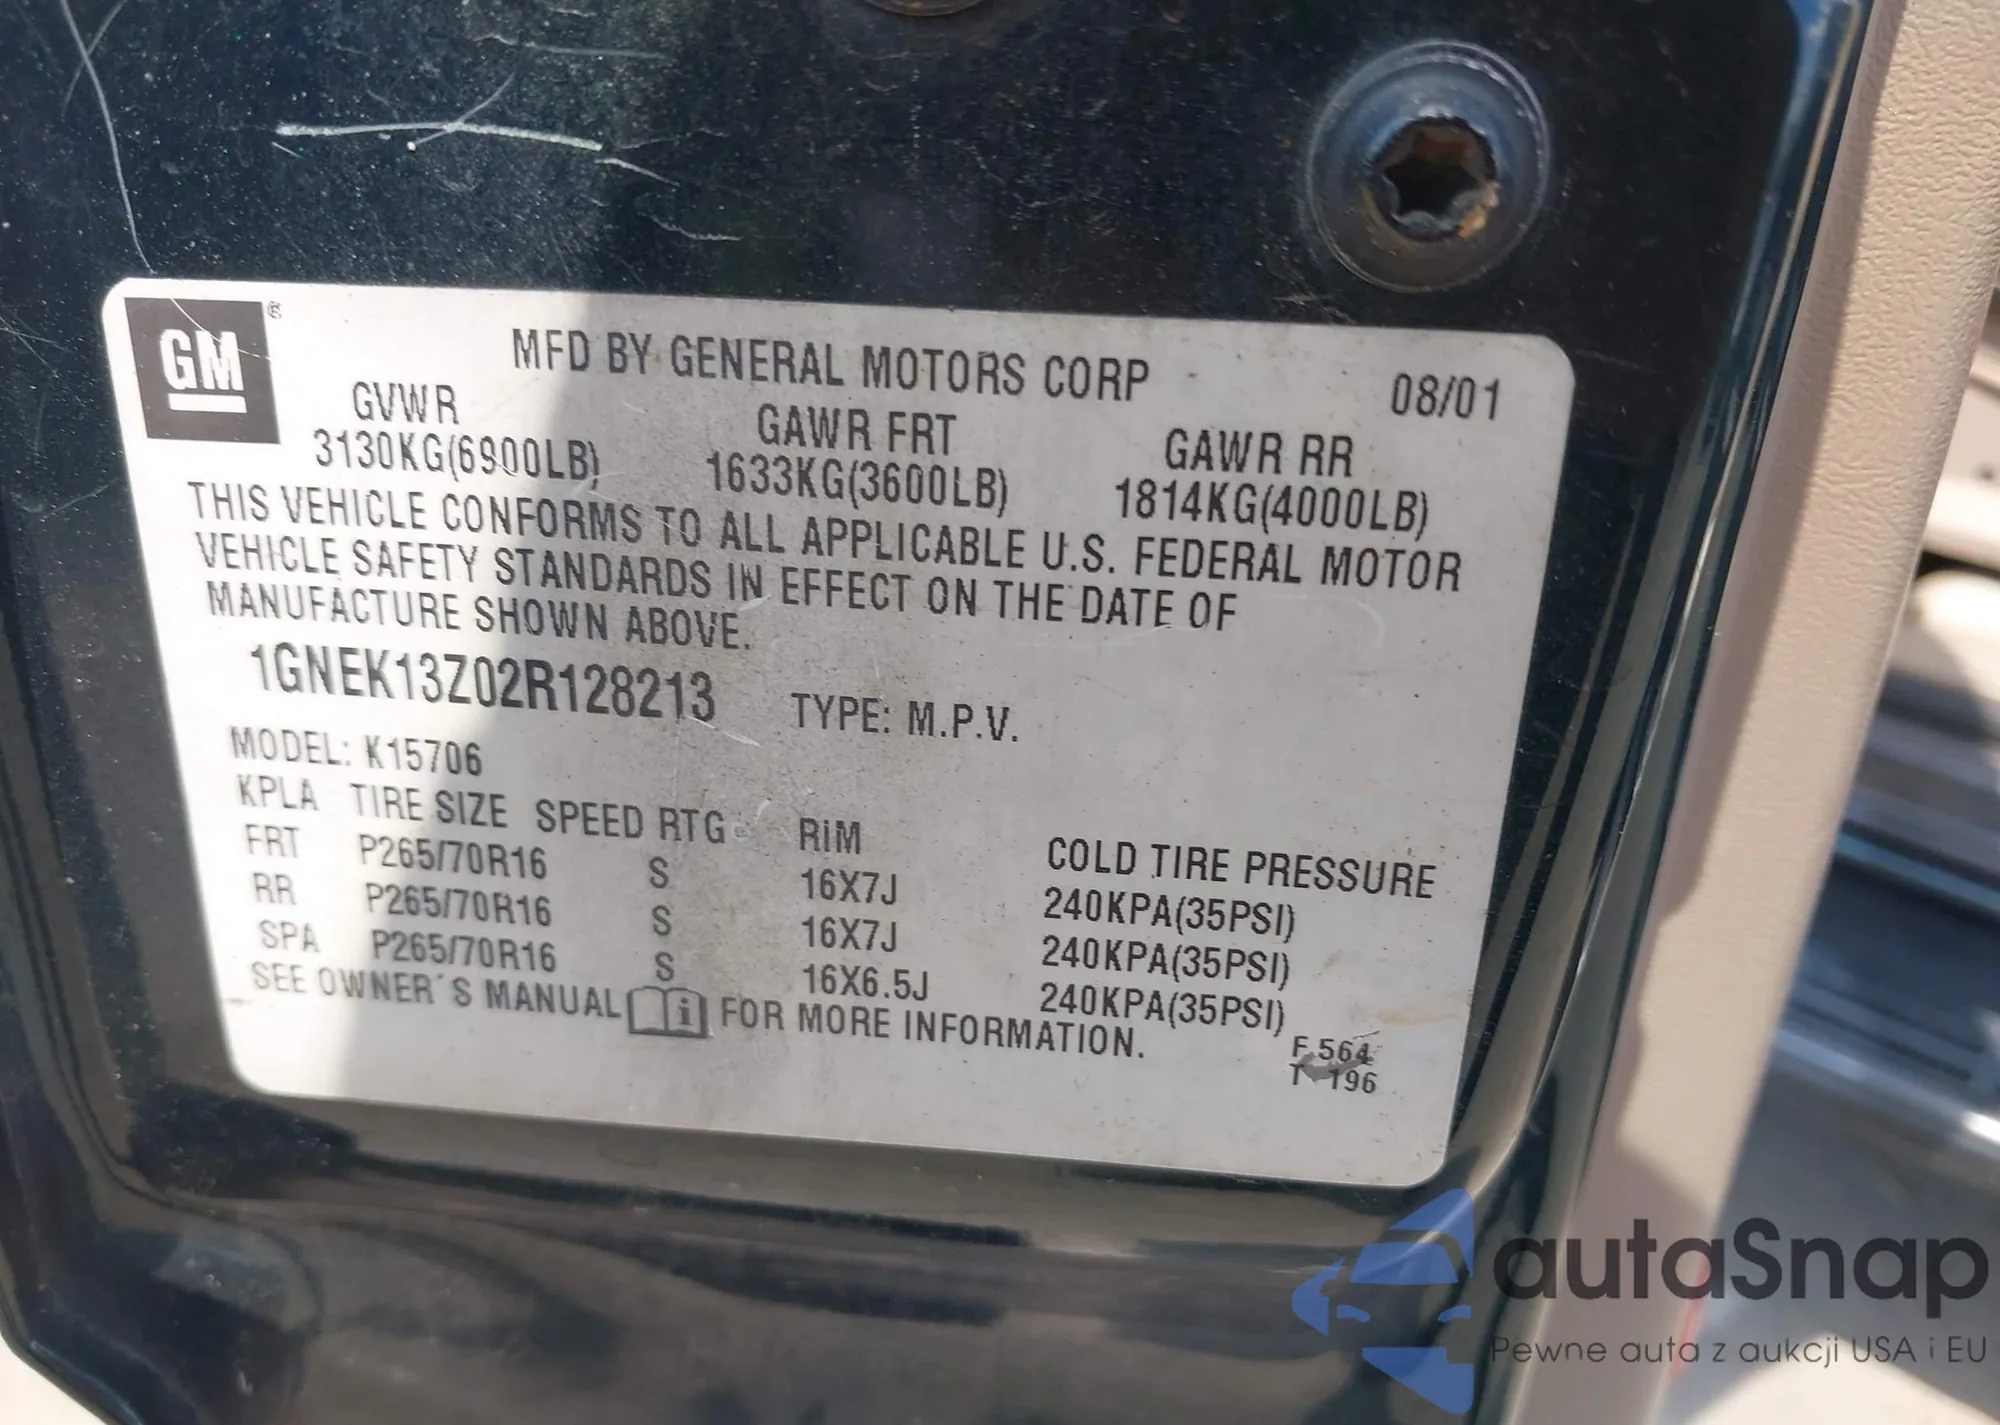 GM ®
MFD BY GENERAL MOTORS CORP 08/01
GVWR GAWR FRT GAWR RR
3130KG(6900LB) 1633KG(3600LB) 1814KG(4000LB)
THIS VEHICLE CONFORMS TO ALL APPLICABLE U.S. FEDERAL MOTOR
VEHICLE SAFETY STANDARDS IN EFFECT ON THE DATE OF
MANUFACTURE SHOWN ABOVE.
1GNEK13Z02R128213 TYPE: M.P.V.
MODEL: K15706
KPLA TIRE SIZE SPEED RTG RiM COLD TIRE PRESSURE
FRT P265/70R16 S 16X7J 240KPA(35PSI)
RR P265/70R16 S 16X7J 240KPA(35PSI)
SPA P265/70R16 S 16X6.5J 240KPA(35PSI)
SEE OWNER´S MANUAL i FOR MORE INFORMATION.
F 564
T 196
autaSnap
Pewne auta z aukcji USA i EU